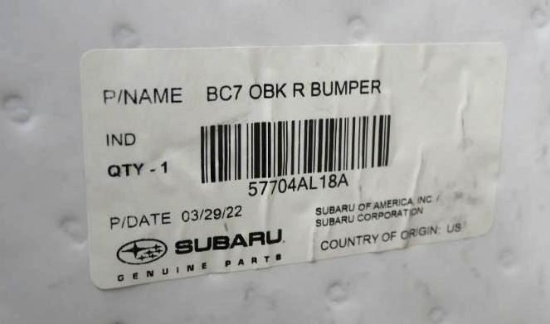 P/NAME BC7 OBK R BUMPER
IND
QTY - 1
57704AL18A
P/DATE 03/29/22
SUBARU OF AMERICA, INC. /
SUBARU CORPORATION
SUBARU
GENUINE PARTS
COUNTRY OF ORIGIN: US